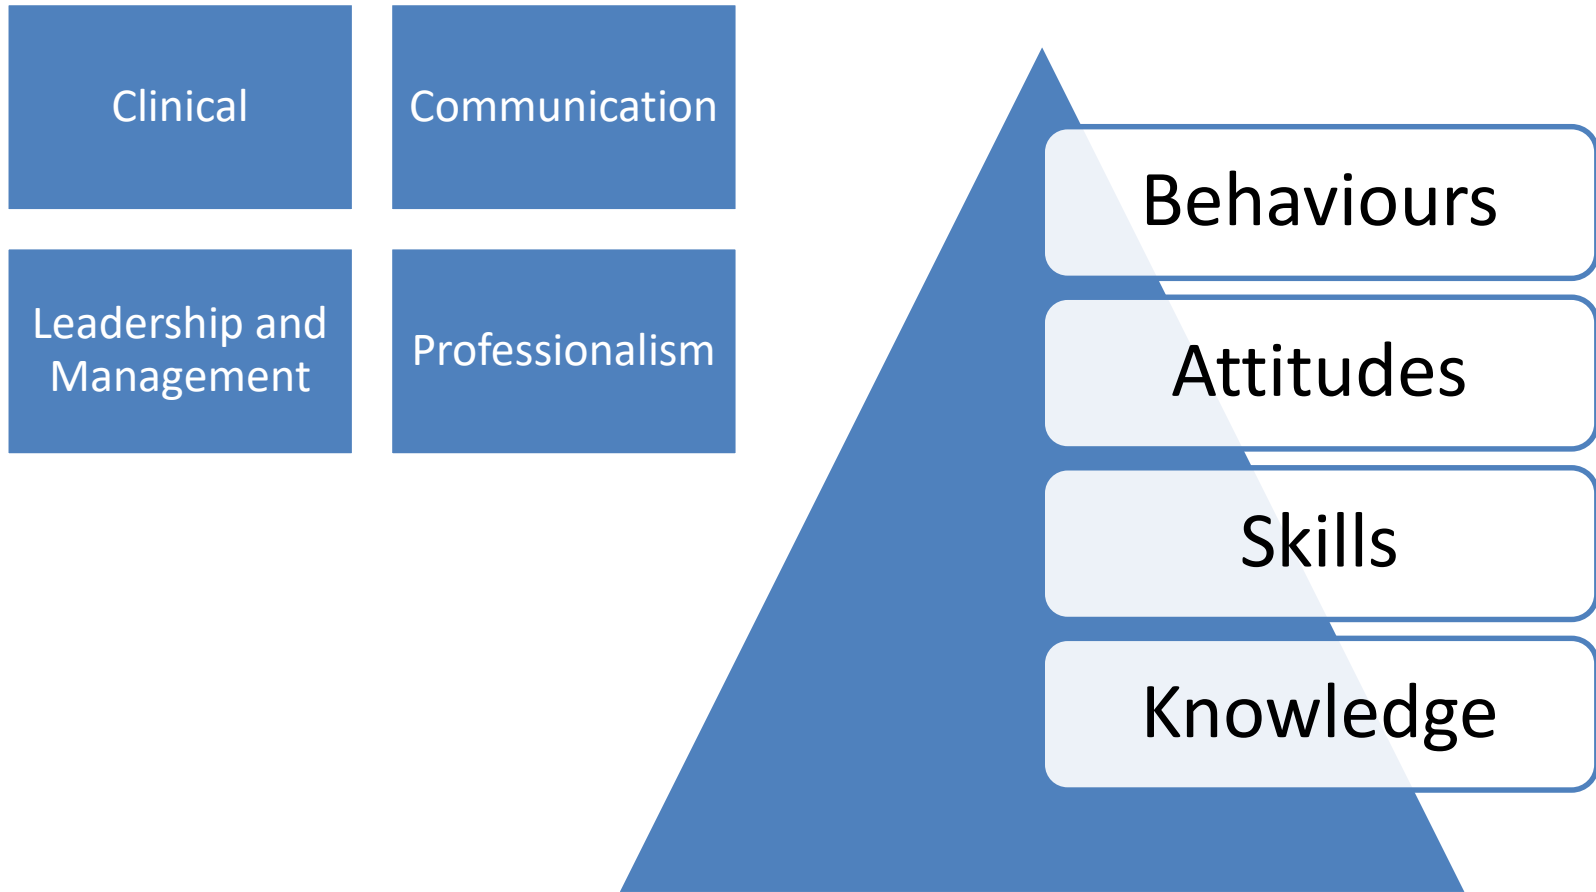 Clinical
Communication
Leadership and
Management
Professionalism
Behaviours
Attitudes
Skills
Knowledge